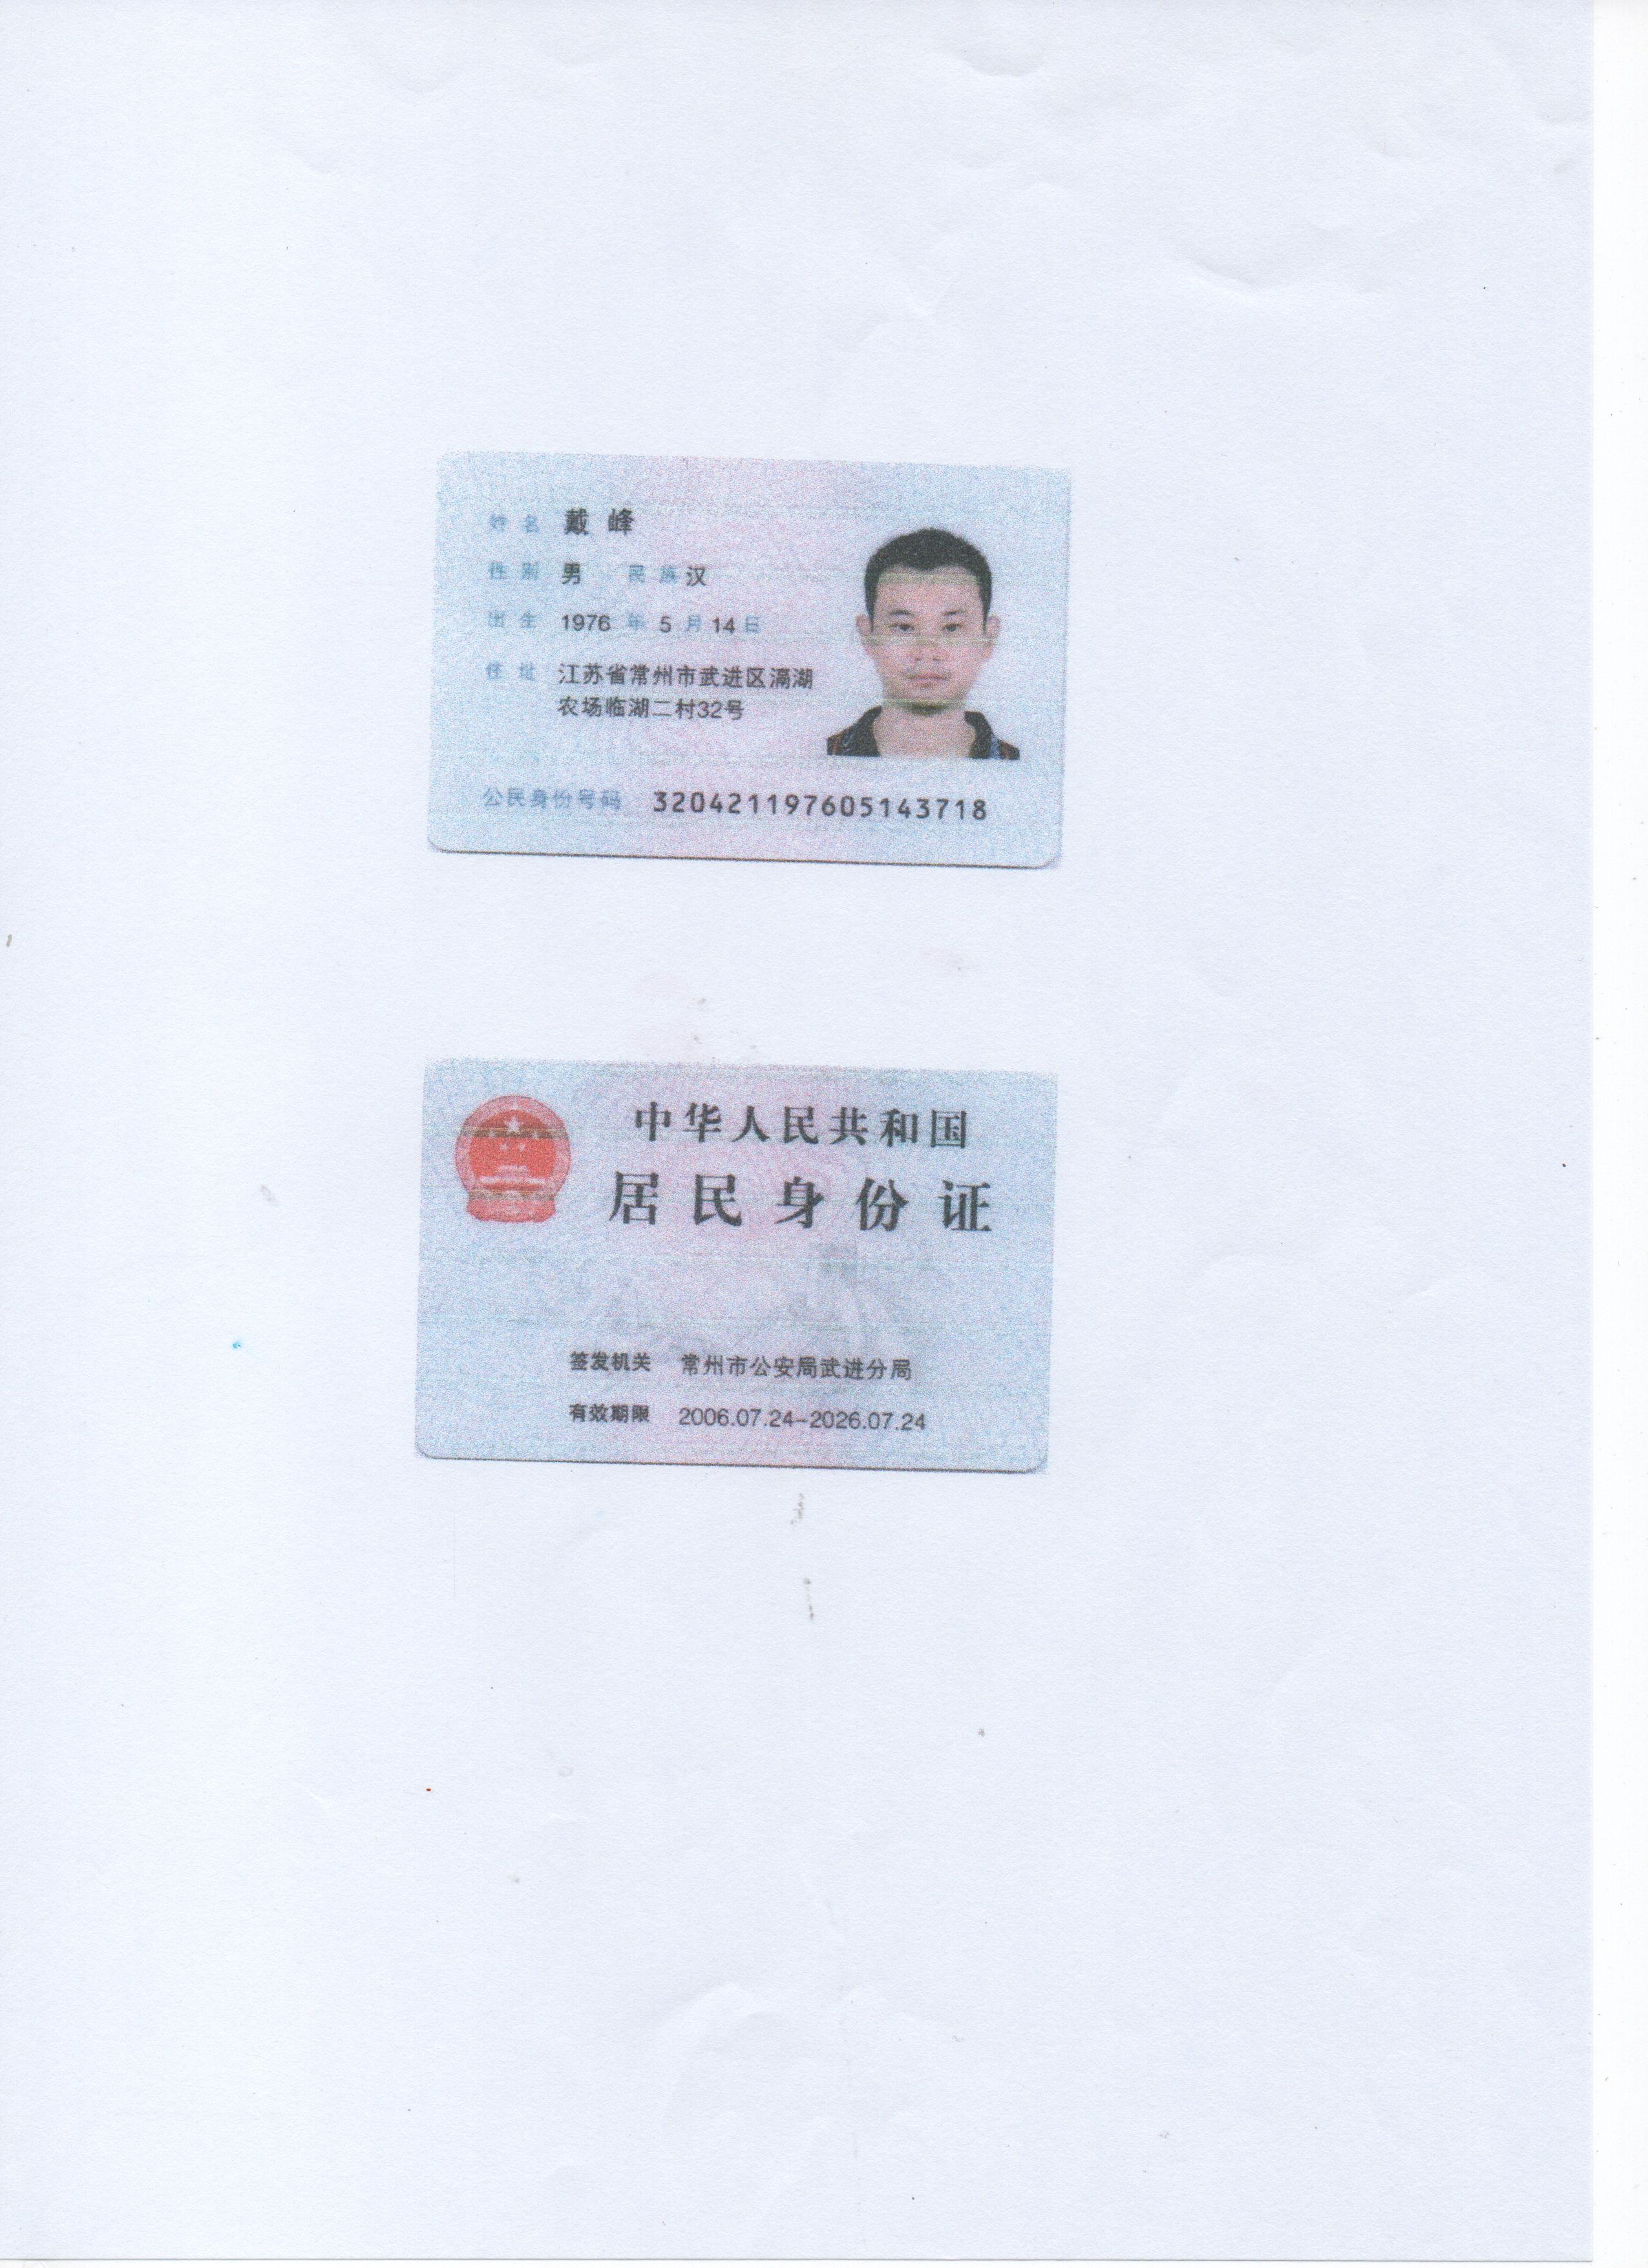 姓名 戴峰
性别 男 民族 汉
出生 1976 年 5 月 14 日
住址 江苏省常州市武进区滆湖
农场临湖二村32号
公民身份号码 320421197605143718
中华人民共和国
居民身份证
签发机关 常州市公安局武进分局
有效期限 2006.07.24-2026.07.24